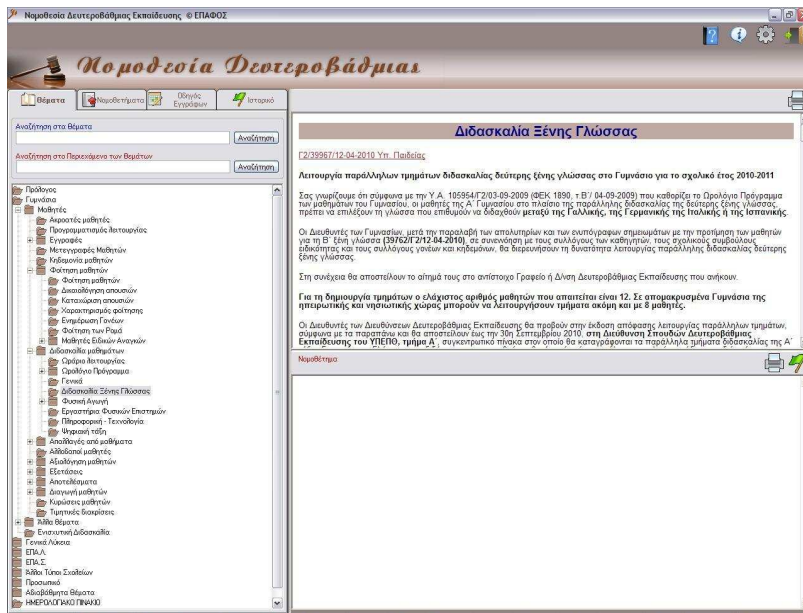 Νομοθεσία Δευτεροβάθμιας Εκπαίδευσης © ΕΠΑΦΟΣ
Νομοθεσία Δευτεροβάθμιας
Θέματα
Νομοθετήματα
Οδηγός
Εγγράφων
Ιστορικό
Αναζήτηση στα Θέματα
Αναζήτηση
Αναζήτηση στο Περιεχόμενο των Θεμάτων
Αναζήτηση
Πρόλογος
Γυμνάσια
Μαθητές
Ακροατές μαθητές
Προγραμματισμός λειτουργίας
Εγγραφές
Μετεγγραφές Μαθητών
Κηδεμονία μαθητών
Φοίτηση μαθητών
Φοίτηση μαθητών
Δικαιολόγηση απουσιών
Καταχώριση απουσιών
Χαρακτηρισμός φοίτησης
Ενημέρωση Γονέων
Φοίτηση των Ρομά
Μαθητές Ειδικών Αναγκών
Διδασκαλία μαθημάτων
Ωράριο λειτουργίας
Ωρολόγιο Πρόγραμμα
Γενικά
Διδασκαλία Ξένης Γλώσσας
Φυσική Αγωγή
Εργαστήρια Φυσικών Επιστημών
Πληροφορική - Τεχνολογία
Ψηφιακή τάξη
Απαλλαγές από μαθήματα
Αλλοδαποί μαθητές
Αξιολόγηση μαθητών
Εξετάσεις
Αποτελέσματα
Διαγωγή μαθητών
Κυρώσεις μαθητών
Τιμητικές διακρίσεις
Άλλα θέματα
Ενισχυτική Διδασκαλία
Γενικά Λύκεια
ΕΠΑ.Λ.
ΕΠΑ.Σ.
Άλλοι Τύποι Σχολείων
Προσωπικό
Αδιαβάθμητα Θέματα
ΗΜΕΡΟΛΟΓΙΑΚΟ ΠΙΝΑΚΙΟ
Διδασκαλία Ξένης Γλώσσας
Γ2/39967/12-04-2010 Υπ. Παιδείας
Λειτουργίας παράλληλων τμημάτων διδασκαλίας δεύτερης ξένης γλώσσας στο Γυμνάσιο για το σχολικό έτος 2010-2011
Σας γνωρίζουμε ότι σύμφωνα με την Υ.Α. 105954/Γ2/03-09-2009 (ΦΕΚ 1890, τ Β΄/ 04-09-2009) που καθορίζει το Ωρολόγιο Πρόγραμμα
των μαθημάτων του Γυμνασίου, οι μαθητές της Α΄ Γυμνασίου στο πλαίσιο της παράλληλης διδασκαλίας της δεύτερης ξένης γλώσσας,
πρέπει να επιλέξουν τη γλώσσα που επιθυμούν να διδαχθούν μεταξύ της Γαλλικής, της Γερμανικής της Ιταλικής ή της Ισπανικής.
Οι Διευθυντές των Γυμνασίων, μετά την παραλαβή των απολυτηρίων και των ενυπόγραφων σημειωμάτων με την προτίμηση των μαθητών
για τη Β΄ ξένη γλώσσα (39762/Γ2/12-04-2010), σε συνεννόηση με τους συλλόγους των καθηγητών, τους σχολικούς συμβούλους
ειδικότητας και τους συλλόγους γονέων και κηδεμόνων, θα διερευνήσουν τη δυνατότητα λειτουργίας παράλληλης διδασκαλίας δεύτερης
ξένης γλώσσας.
Στη συνέχεια θα αποστείλουν το αίτημά τους στο αντίστοιχο Γραφείο ή Δ/νση Δευτεροβάθμιας Εκπαίδευσης που ανήκουν.
Για τη δημιουργία τμημάτων ο ελάχιστος αριθμός μαθητών που απαιτείται είναι 12. Σε απομακρυσμένα Γυμνάσια της
ηπειρωτικής και νησιωτικής χώρας μπορούν να λειτουργήσουν τμήματα ακόμη και με 8 μαθητές.
Οι Διευθυντές των Διευθύνσεων Δευτεροβάθμιας Εκπαίδευσης θα προβούν στην έκδοση απόφασης λειτουργίας παράλληλων τμημάτων,
σύμφωνα με τα παραπάνω και θα αποστείλουν έως την 30η Σεπτεμβρίου 2010, στη Διεύθυνση Σπουδών Δευτεροβάθμιας
Εκπαίδευσης του ΥΠΕΠΘ, τμήμα Α΄, συγκεντρωτικό πίνακα στον οποίο θα καταγράφονται τα παράλληλα τμήματα διδασκαλίας της Α΄
Νομοθέτημα